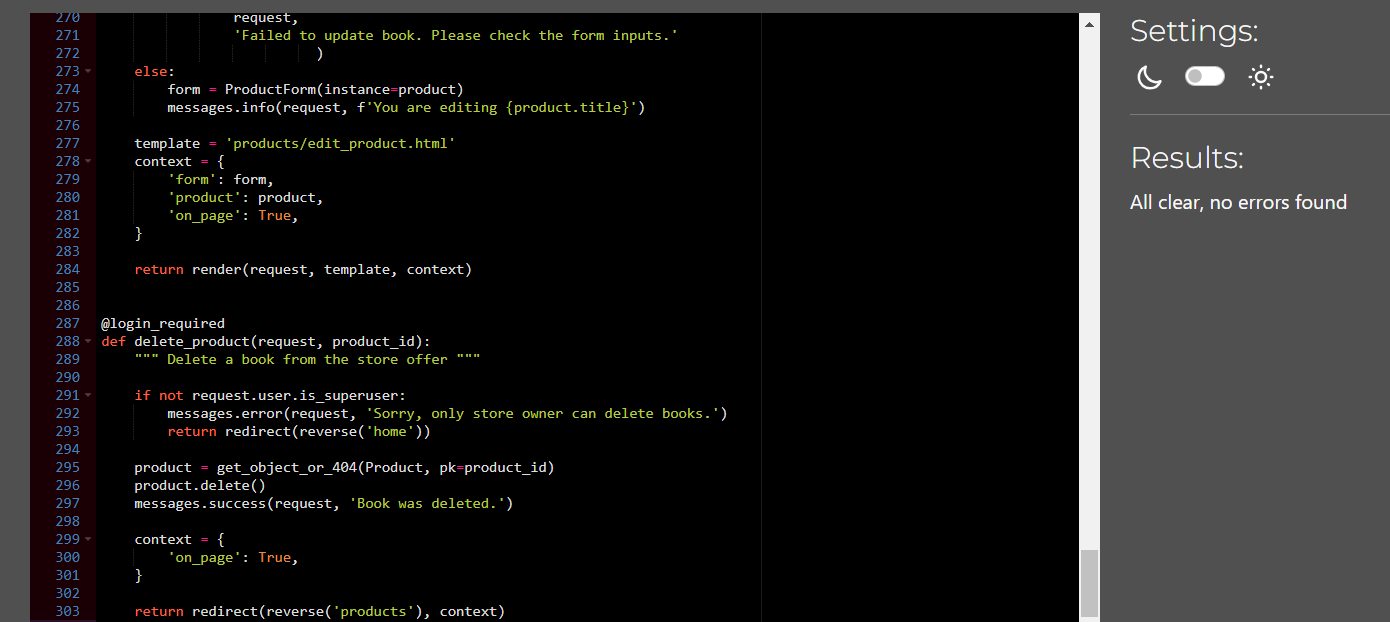 270 request,
271 'Failed to update book. Please check the form inputs.'
272 )
273 else:
274 form = ProductForm(instance=product)
275 messages.info(request, f'You are editing {product.title}')
276
277 template = 'products/edit_product.html'
278 context = {
279 'form': form,
280 'product': product,
281 'on_page': True,
282 }
283
284 return render(request, template, context)
285
286
287 @login_required
288 def delete_product(request, product_id):
289 """ Delete a book from the store offer """
290
291 if not request.user.is_superuser:
292 messages.error(request, 'Sorry, only store owner can delete books.')
293 return redirect(reverse('home'))
294
295 product = get_object_or_404(Product, pk=product_id)
296 product.delete()
297 messages.success(request, 'Book was deleted.')
298
299 context = {
300 'on_page': True,
301 }
302
303 return redirect(reverse('products'), context)
Settings:
Results:
All clear, no errors found